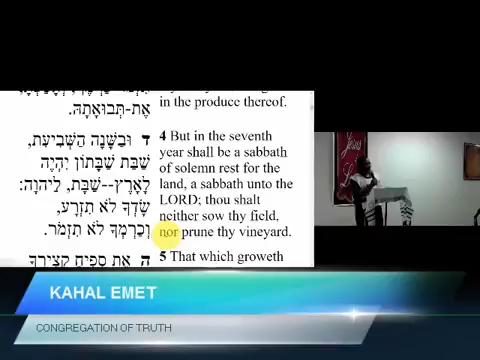 אֶת-תְּבוּאָתָהּ.
in the produce thereof.
ד וּבַשָּׁנָה הַשְּׁבִיעִת,
שַׁבַּת שַׁבָּתוֹן יִהְיֶה
לָאָרֶץ--שַׁבָּת, לַיהוָה:
שָׂדְךָ לֹא תִזְרָע,
וְכַרְמְךָ לֹא תִזְמֹר.
4 But in the seventh
year shall be a sabbath
of solemn rest for the
land, a sabbath unto the
LORD; thou shalt
neither sow thy field,
nor prune thy vineyard.
ה אֵת סְפִיחַ קְצִירְךָ
5 That which groweth
KAHAL EMET
CONGREGATION OF TRUTH